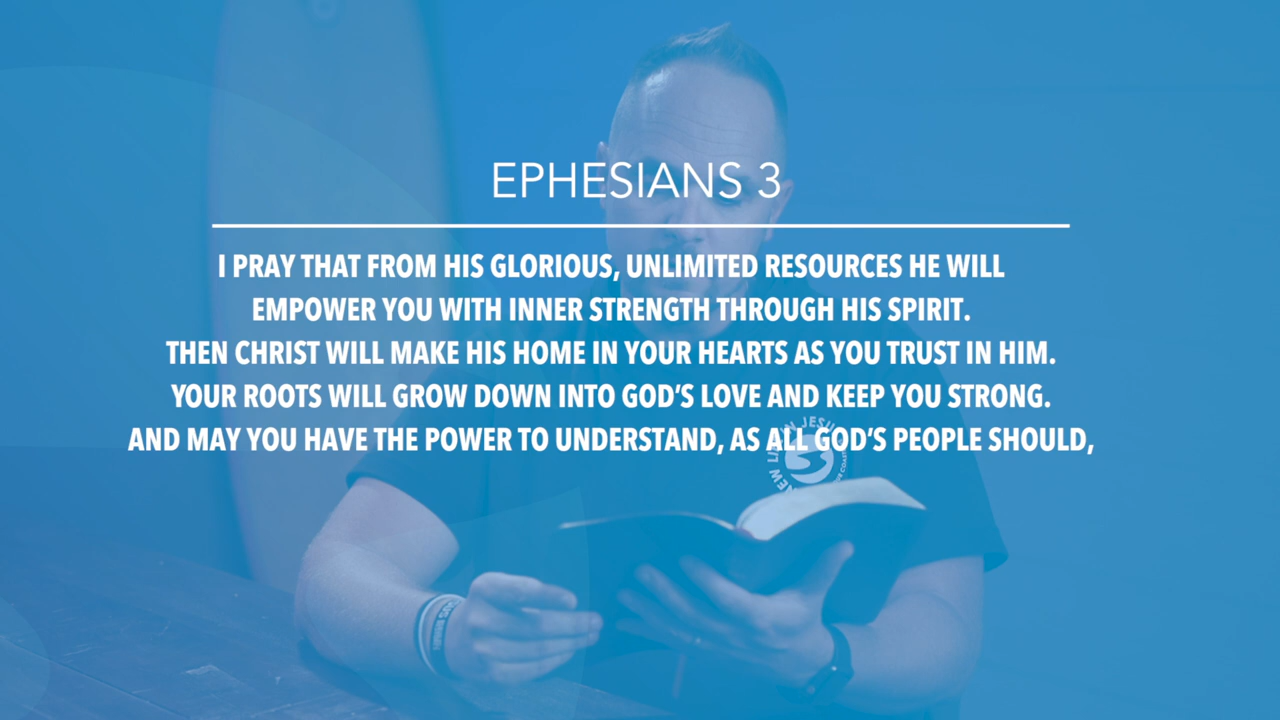 EPHESIANS 3
I PRAY THAT FROM HIS GLORIOUS, UNLIMITED RESOURCES HE WILL
EMPOWER YOU WITH INNER STRENGTH THROUGH HIS SPIRIT.
THEN CHRIST WILL MAKE HIS HOME IN YOUR HEARTS AS YOU TRUST IN HIM.
YOUR ROOTS WILL GROW DOWN INTO GOD’S LOVE AND KEEP YOU STRONG.
AND MAY YOU HAVE THE POWER TO UNDERSTAND, AS ALL GOD’S PEOPLE SHOULD,
NEW IN JESUS